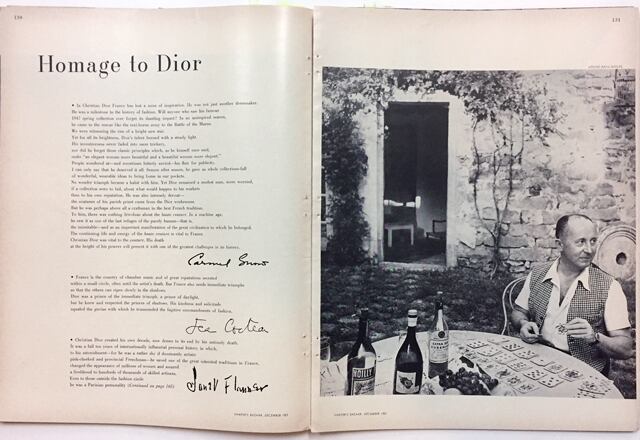 130
Homage to Dior
• In Christian Dior France has lost a mint of inspiration. He was not just another dressmaker.
He was a milestone in the history of fashion. Will anyone who saw his famous
1947 spring collection ever forget its dazzling impact? In an uninspired season,
he came to the rescue like the taxi-borne army to the Battle of the Marne.
We were witnessing the rise of a bright new star.
Yet for all its brightness, Dior's talent burned with a steady light.
His inventiveness never faded into mere trickery,
nor did he forget those classic principles which, as he himself once said,
make "an elegant woman more beautiful and a beautiful woman more elegant."
People wondered at—and sometimes bitterly envied—his flair for publicity.
I can only say that he deserved it all. Season after season, he gave us whole collections-full
of wonderful, wearable ideas to bring home in our pockets.
No wonder triumph became a habit with him. Yet Dior remained a modest man, more worried,
if a collection were to fail, about what would happen to his workers
than to his own reputation. He was also intensely devout—
the creatures of his parish priest came from the Dior workrooms
But he was perhaps above all a craftsman in the best French tradition.
To him, there was nothing frivolous about the haute couture. In a machine age,
he saw it as one of the last refuges of the purely human—that is,
the inimitable—and as an important manifestation of the great civilization to which he belonged.
The continuing life and energy of the haute couture is vital to France.
Christian Dior was vital to the couture. His death
at the height of his powers will present it with one of the greatest challenges in its history.
Carmel Snow
• France is the country of chamber music and of great reputations secreted
within a small circle, often until the artist's death. But France also needs immediate triumphs
so that the others can ripen slowly in the shadows.
Dior was a prince of the immediate triumph, a prince of daylight,
but he knew and respected the princes of shadows. His kindness and solicitude
equaled the genius with which he transcended the fugitive encroachments of fashion.
Jean Cocteau
• Christian Dior created his own decade, now drawn to its end by his untimely death.
It was a full ten years of internationally influential personal history in which,
to his astonishment—for he was a rather shy if dominant artistic
pink-cheeked and provincial Frenchman—he saved one of the great talented traditions in France,
changed the appearance of millions of women and assured
a livelihood to hundreds of thousands of skilled artisans.
Even to those outside the fashion circle
he was a Parisian personality (Continued on page 165)
Janet Flanner
HARPER'S BAZAAR, DECEMBER 1957
131
HARPER'S BAZAAR, DECEMBER 1957
NOILLY